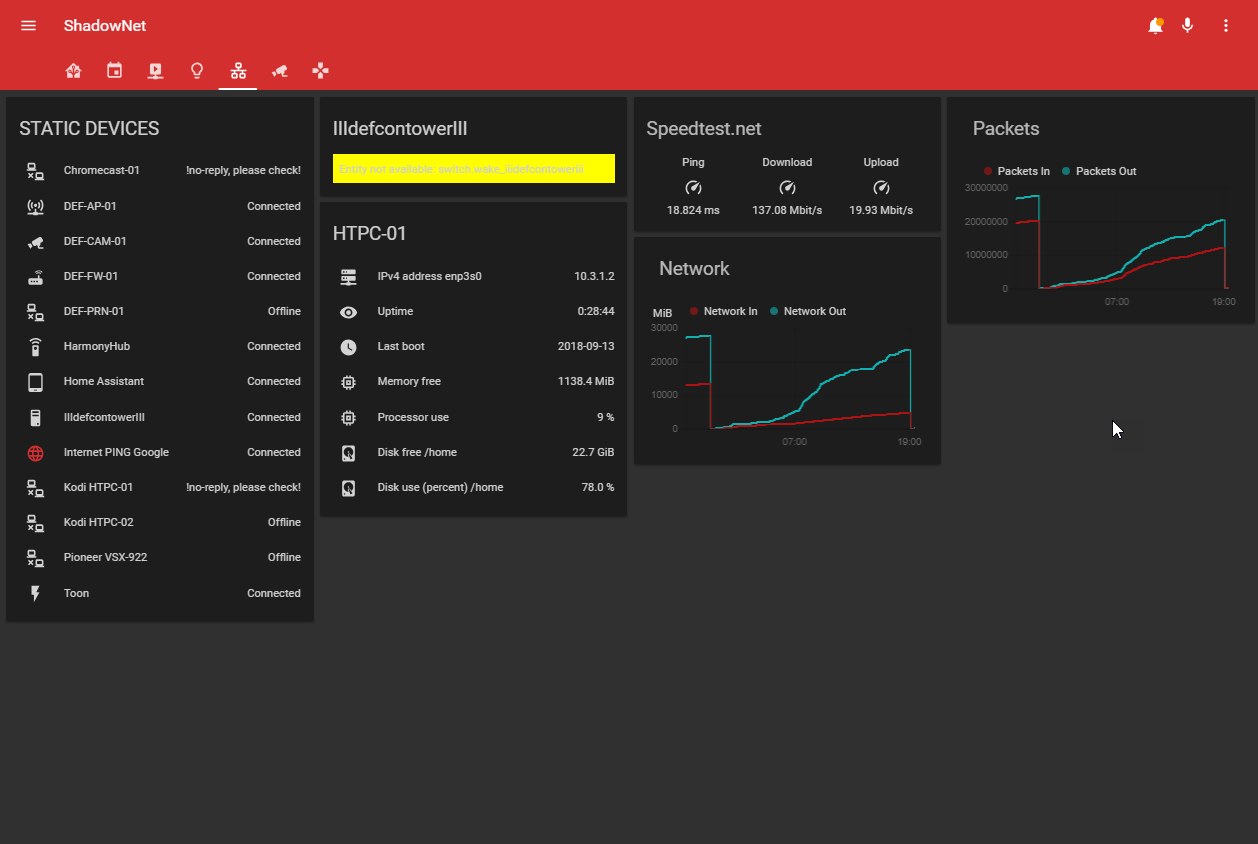 ShadowNet
STATIC DEVICES
Chromecast-01 !no-reply, please check!
DEF-AP-01 Connected
DEF-CAM-01 Connected
DEF-FW-01 Connected
DEF-PRN-01 Offline
HarmonyHub Connected
Home Assistant Connected
lIldefcontowerlIl Connected
Internet PING Google Connected
Kodi HTPC-01 !no-reply, please check!
Kodi HTPC-02 Offline
Pioneer VSX-922 Offline
Toon Connected
lIldefcontowerlIl
Entity not available: switch.wake_iiidefcontoweriii
HTPC-01
IPv4 address enp3s0 10.3.1.2
Uptime 0:28:44
Last boot 2018-09-13
Memory free 1138.4 MiB
Processor use 9 %
Disk free /home 22.7 GiB
Disk use (percent) /home 78.0 %
Speedtest.net
Ping Download Upload
18.824 ms 137.08 Mbit/s 19.93 Mbit/s
Network
MiB Network In Network Out
30000
20000
10000
0
07:00 19:00
Packets
Packets In Packets Out
30000000
20000000
10000000
0
07:00 19:00